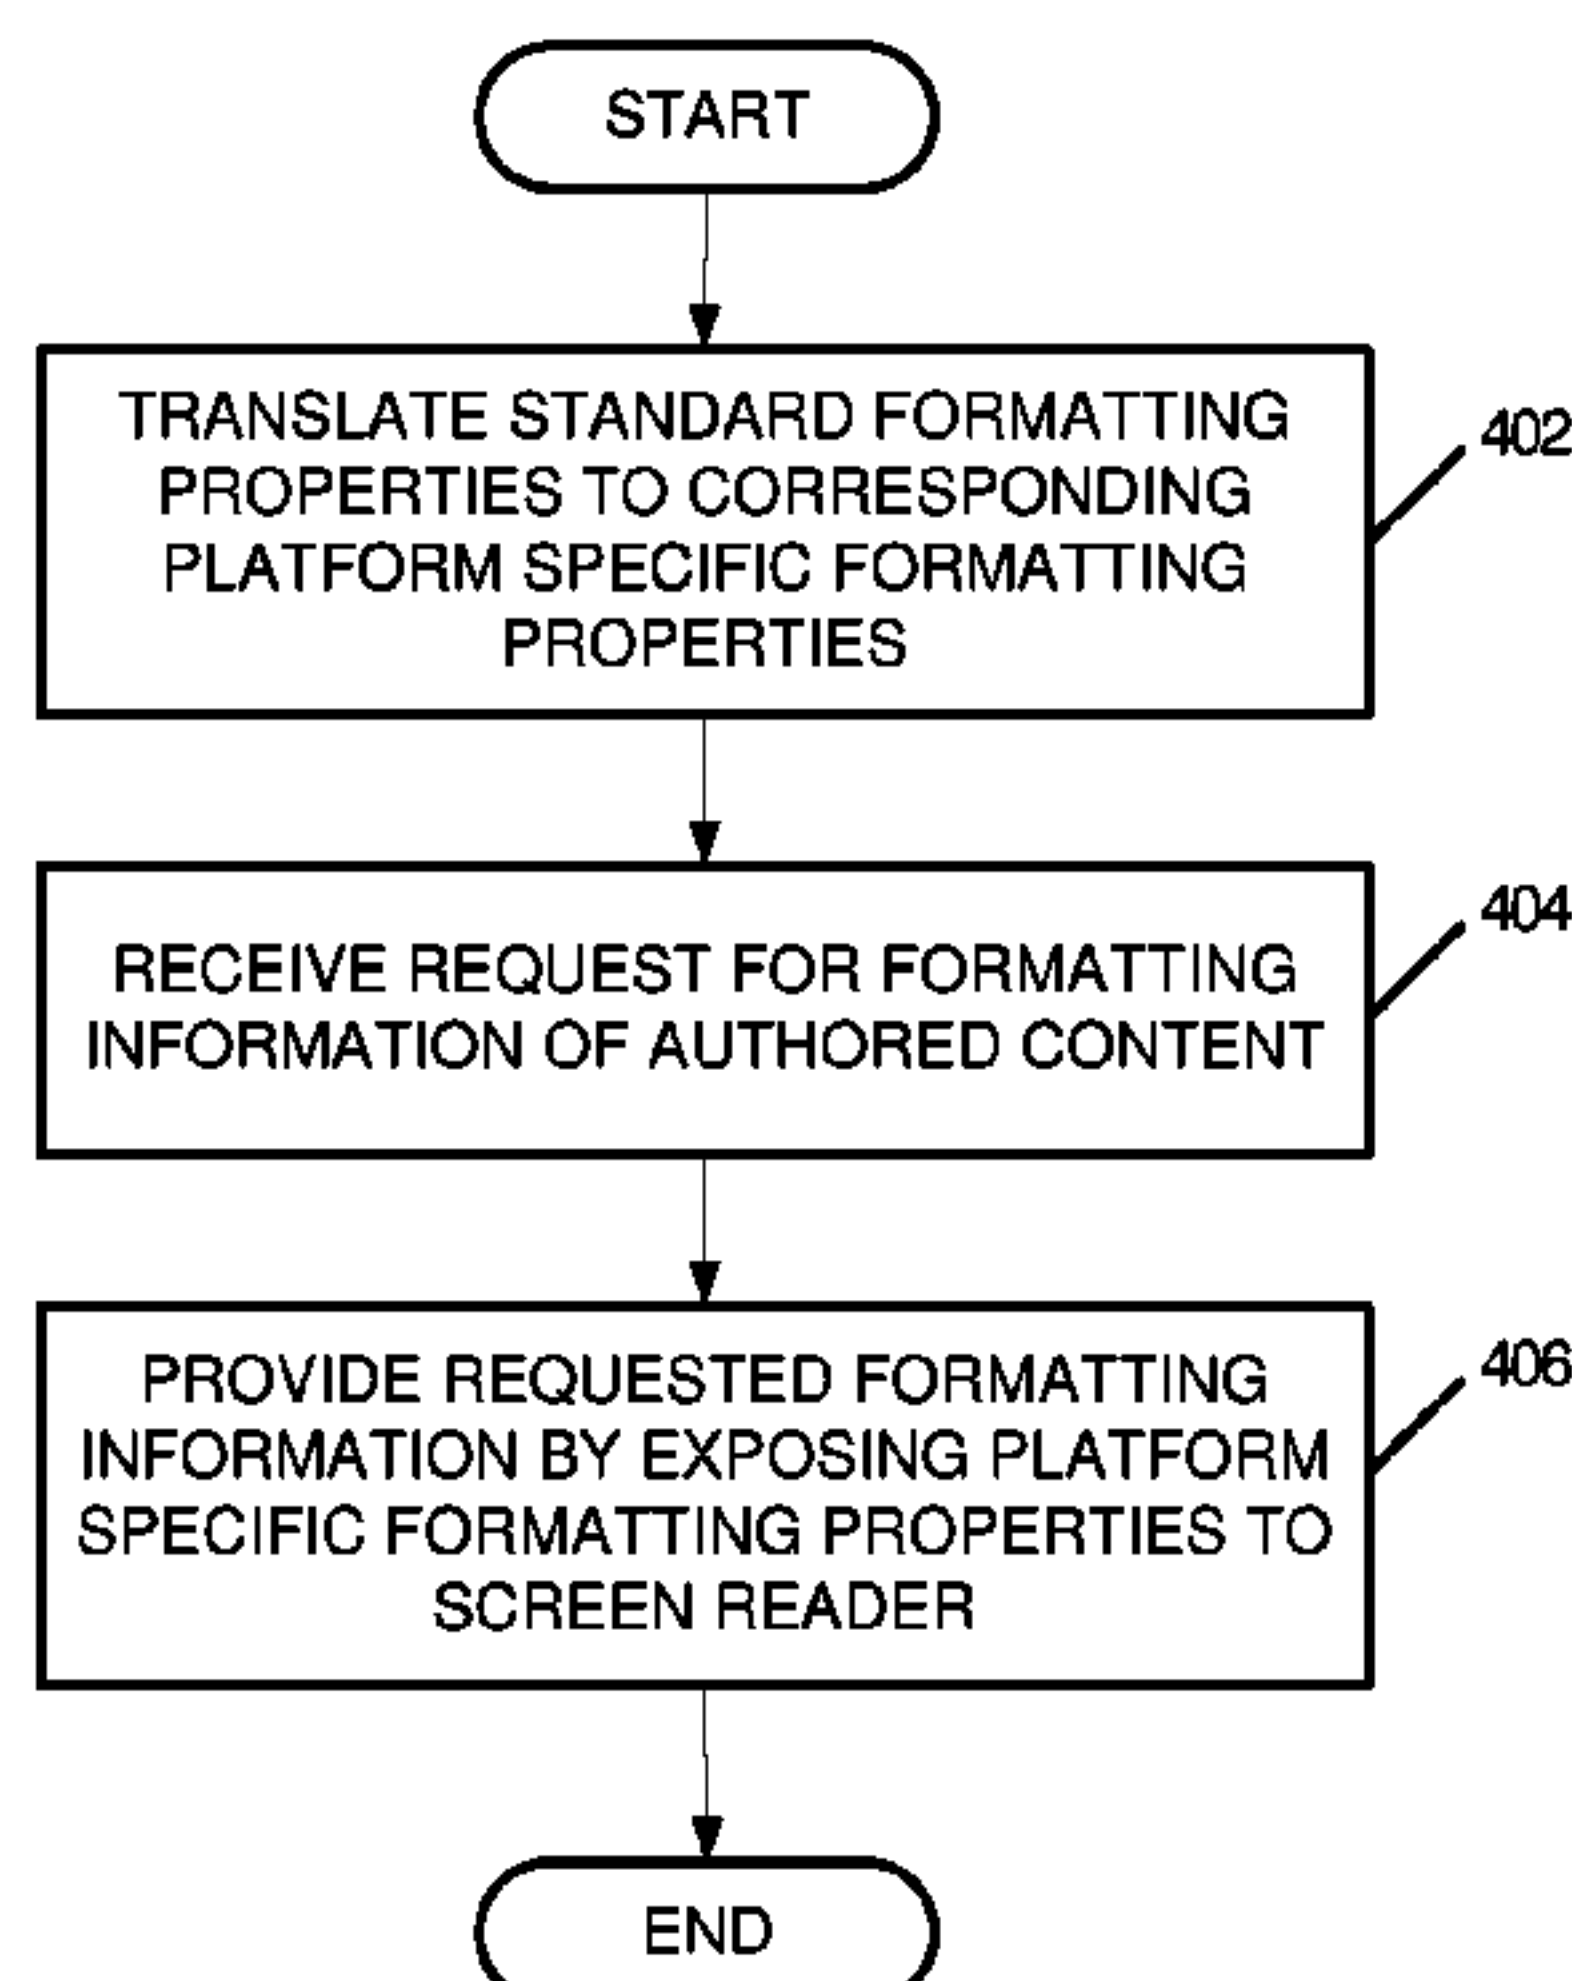 START
TRANSLATE STANDARD FORMATTING
PROPERTIES TO CORRESPONDING
PLATFORM SPECIFIC FORMATTING
PROPERTIES
402
RECEIVE REQUEST FOR FORMATTING
INFORMATION OF AUTHORED CONTENT
404
PROVIDE REQUESTED FORMATTING
INFORMATION BY EXPOSING PLATFORM
SPECIFIC FORMATTING PROPERTIES TO
SCREEN READER
406
END